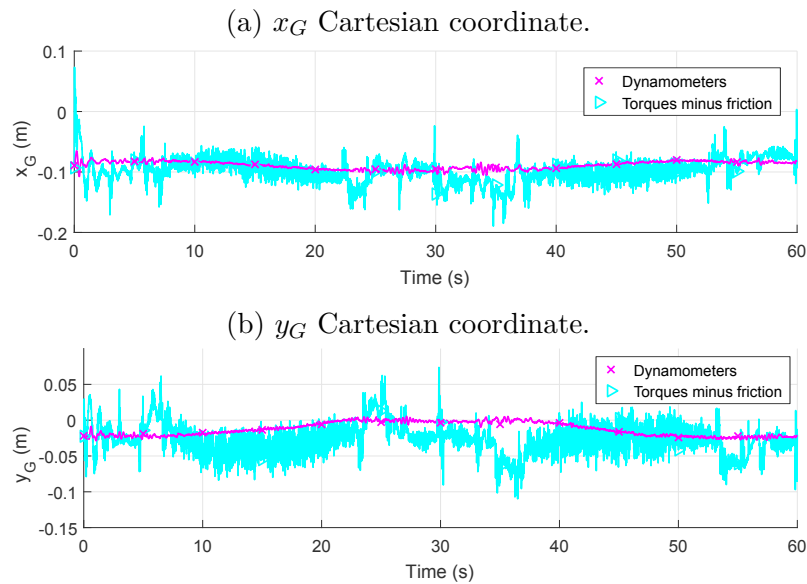 (a) x_G Cartesian coordinate.
0.1
0
-0.1
-0.2
x_G (m)
Dynamometers
Torques minus friction
0 10 20 30 40 50 60
Time (s)
(b) y_G Cartesian coordinate.
0.05
0
-0.05
-0.1
-0.15
y_G (m)
Dynamometers
Torques minus friction
0 10 20 30 40 50 60
Time (s)